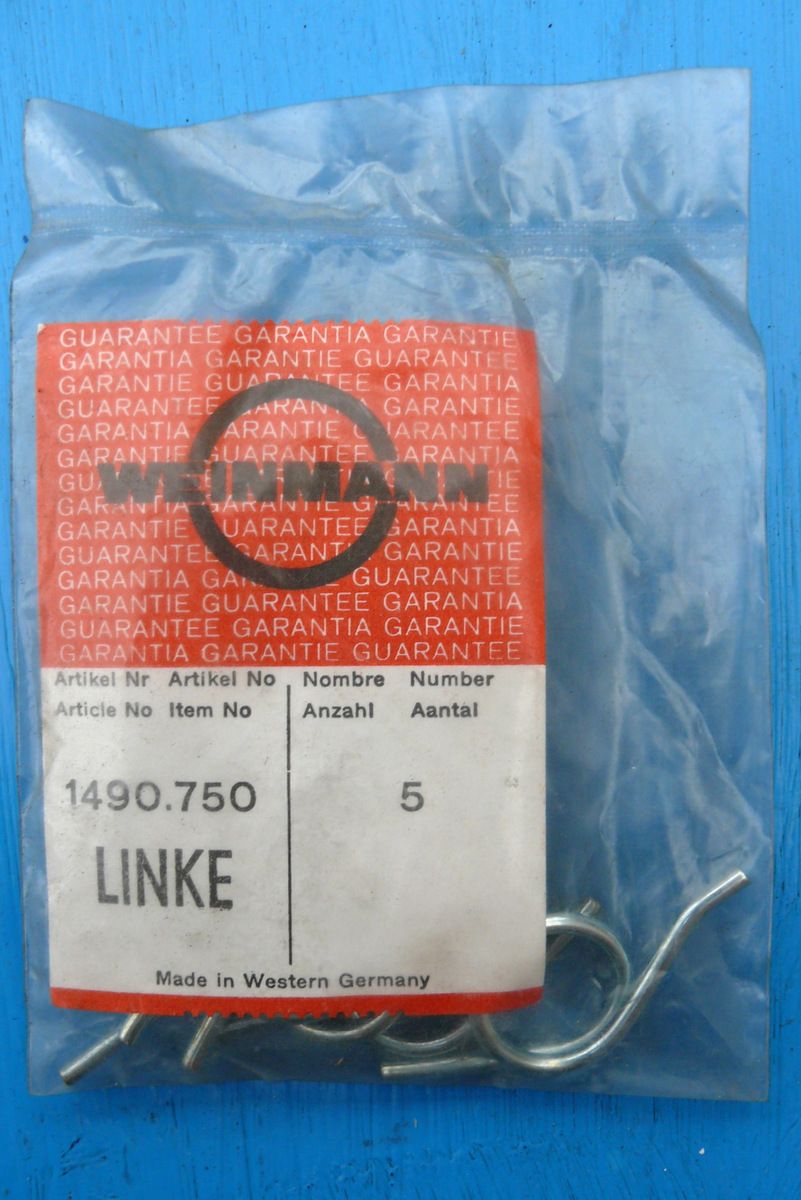 GUARANTEE GARANTIA GARANTIE
GARANTIA GARANTIE GUARANTEE
GARANTIE GUARANTEE GARANTIA
GUARANTEE GARANTIA GARANTIE
GARANTIA GARANTIE GUARANTEE
GARANTIE GUARANTEE GARANTIA
WEINMANN
GARANTIA GARANTIE GUARANTEE
GARANTIE GUARANTEE GARANTIA
GUARANTEE GARANTIA GARANTIE
GARANTIA GUARANTEE
GARANTIE GUARANTEE GARANTIA
GUARANTEE GARANTIA GARANTIE
GARANTIA GARANTIE GUARANTEE
Artikel Nr Artikel No Nombre Number
Article No Item No Anzahl Aantal
1490.750 5
LINKE
Made in Western Germany